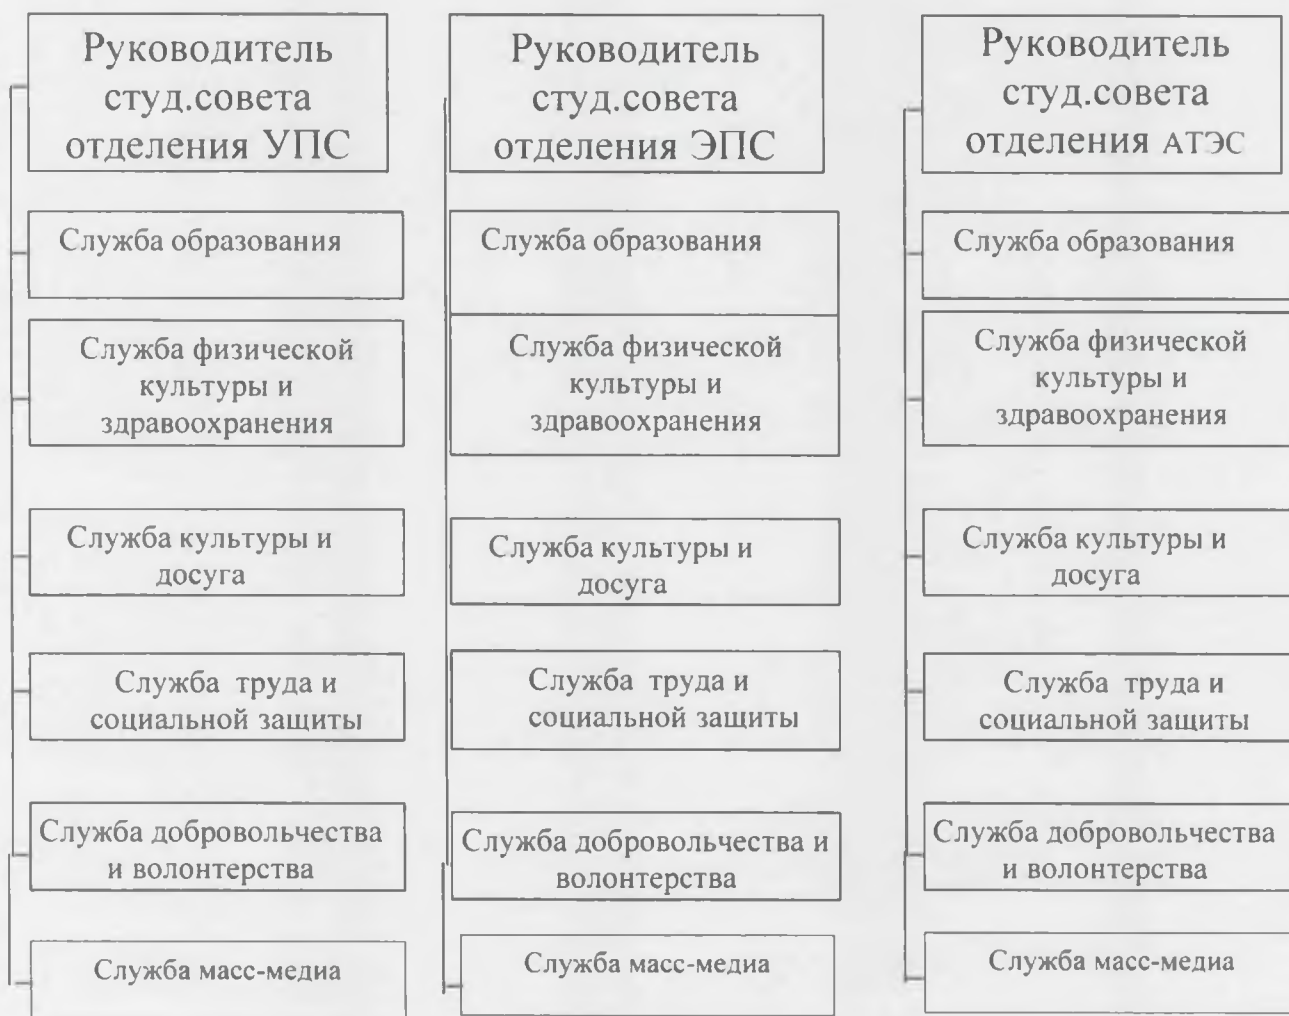 Руководитель
студ.совета
отделения УПС
Служба образования
Служба физической
культуры и
здравоохранения
Служба культуры и
досуга
Служба труда и
социальной защиты
Служба добровольчества
и волонтерства
Служба масс-медиа
Руководитель
студ.совета
отделения ЭПС
Служба образования
Служба физической
культуры и
здравоохранения
Служба культуры и
досуга
Служба труда и
социальной защиты
Служба добровольчества и
волонтерства
Служба масс-медиа
Руководитель
студ.совета
отделения АТЭС
Служба образования
Служба физической
культуры и
здравоохранения
Служба культуры и
досуга
Служба труда и
социальной защиты
Служба добровольчества
и волонтерства
Служба масс-медиа